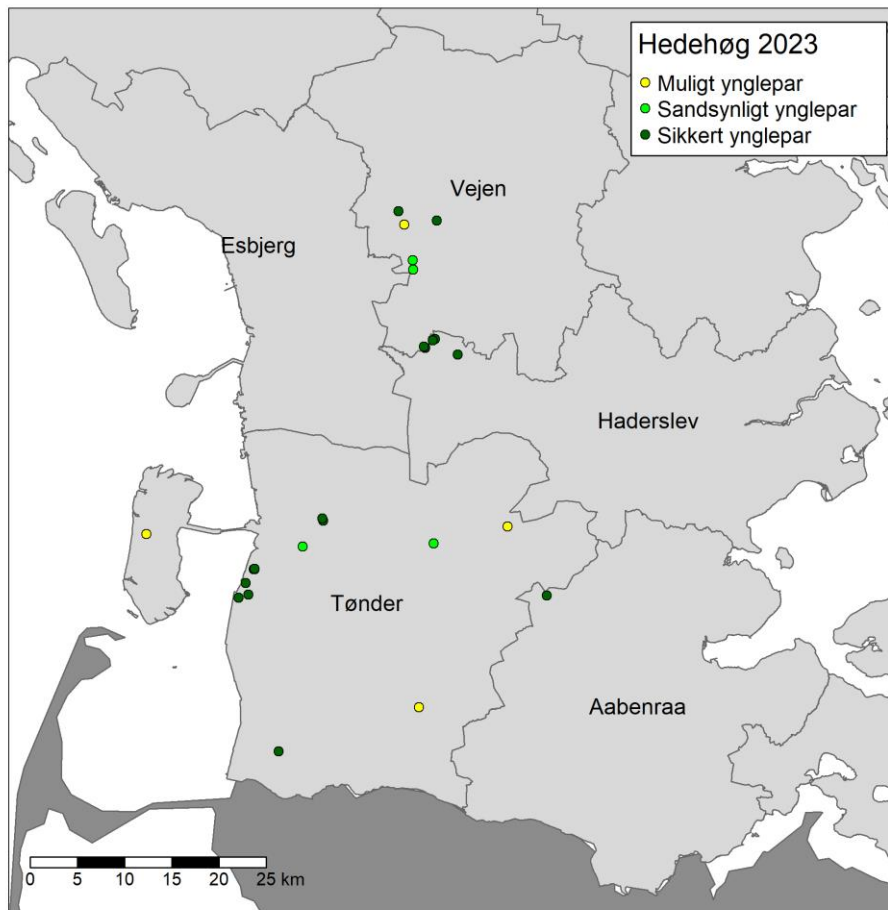 Hedehøg 2023
Muligt ynglepar
Sandsynligt ynglepar
Sikkert ynglepar
Vejen
Esbjerg
Haderslev
Tønder
Aabenraa
0 5 10 15 20 25 km